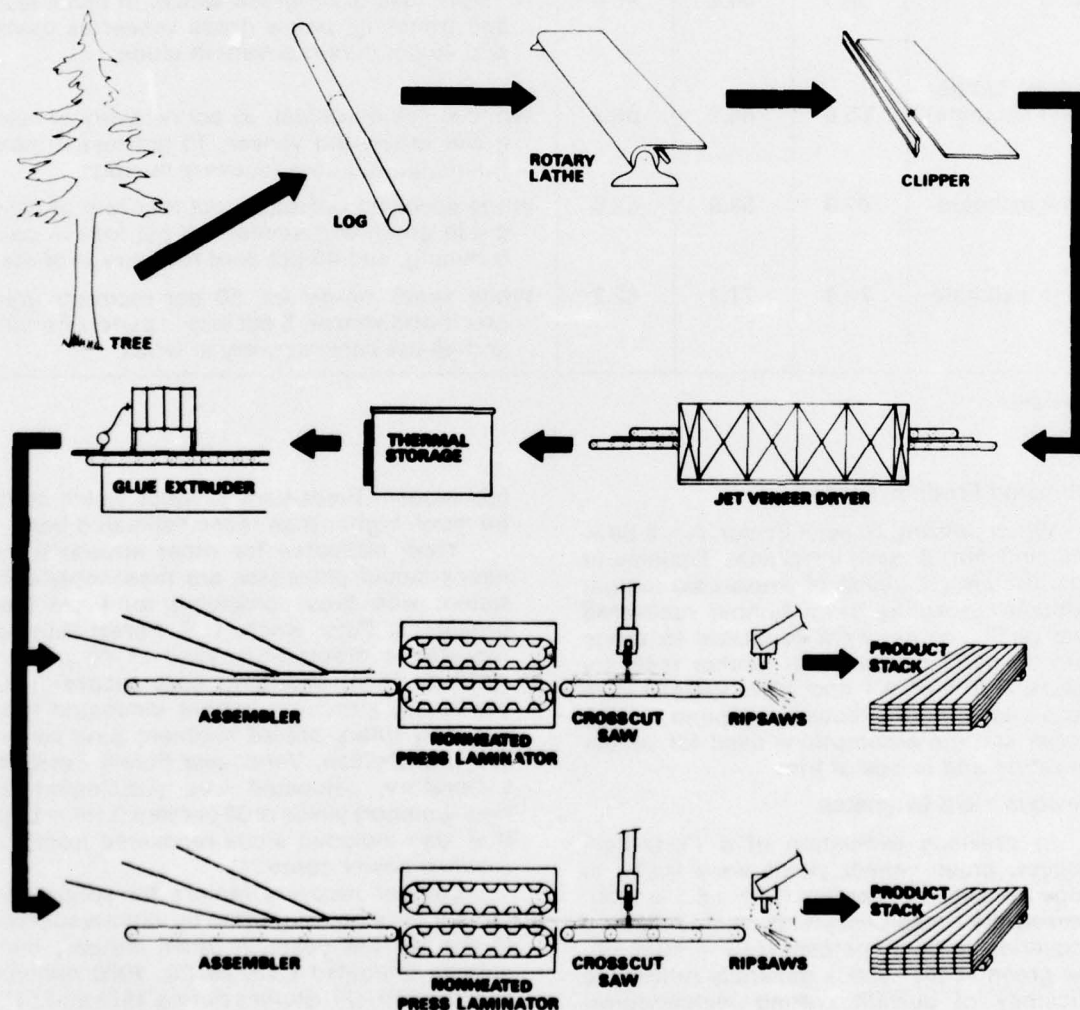 TREE
LOG
ROTARY
LATHE
CLIPPER
GLUE EXTRUDER
THERMAL
STORAGE
JET VENEER DRYER
ASSEMBLER
NONHEATED
PRESS LAMINATOR
CROSSCUT
SAW
RIPSAWS
PRODUCT
STACK
ASSEMBLER
NONHEATED
PRESS LAMINATOR
CROSSCUT
SAW
RIPSAWS
PRODUCT
STACK